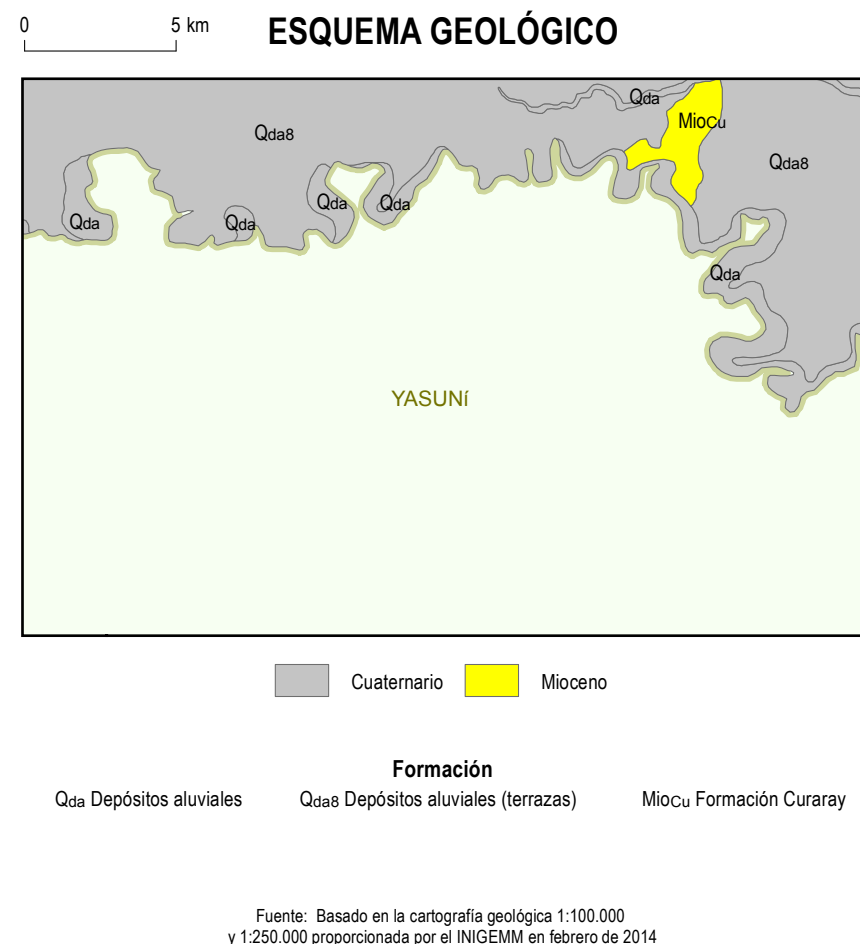 0 5 km
ESQUEMA GEOLÓGICO
Qda
Miocu
Qda8
Qda8
Qda
Qda
Qda
Qda
Qda
YASUNÍ
Cuaternario
Mioceno
Formación
Qda Depósitos aluviales
Qda8 Depósitos aluviales (terrazas)
Miocu Formación Curaray
Fuente: Basado en la cartografía geológica 1:100.000
y 1:250.000 proporcionada por el INIGEMM en febrero de 2014